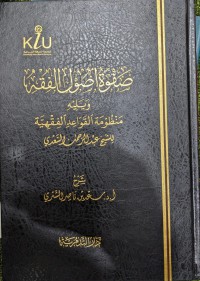 KIU
صفوة أصول الفقه
ويليه
منظومة القواعد الفقهية
للشيخ عبد الرحمن السعدي
شرح
أ.د. سعد بن ناصر الشثري